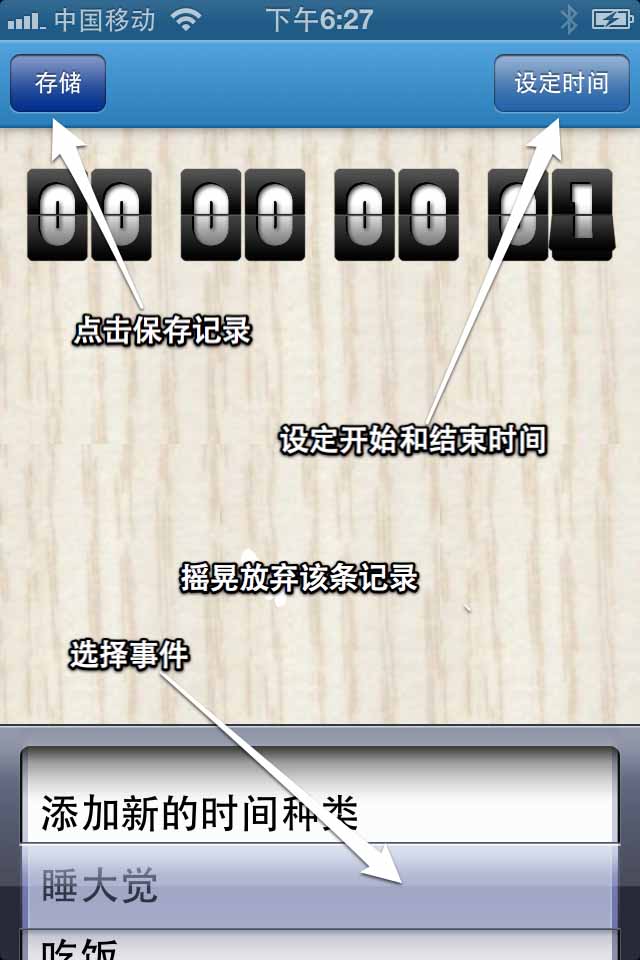 中国移动 下午6:27
存储 设定时间
00 00 00 01
点击保存记录
设定开始和结束时间
摇晃放弃该条记录
选择事件
添加新的时间种类
睡大觉
吃饭